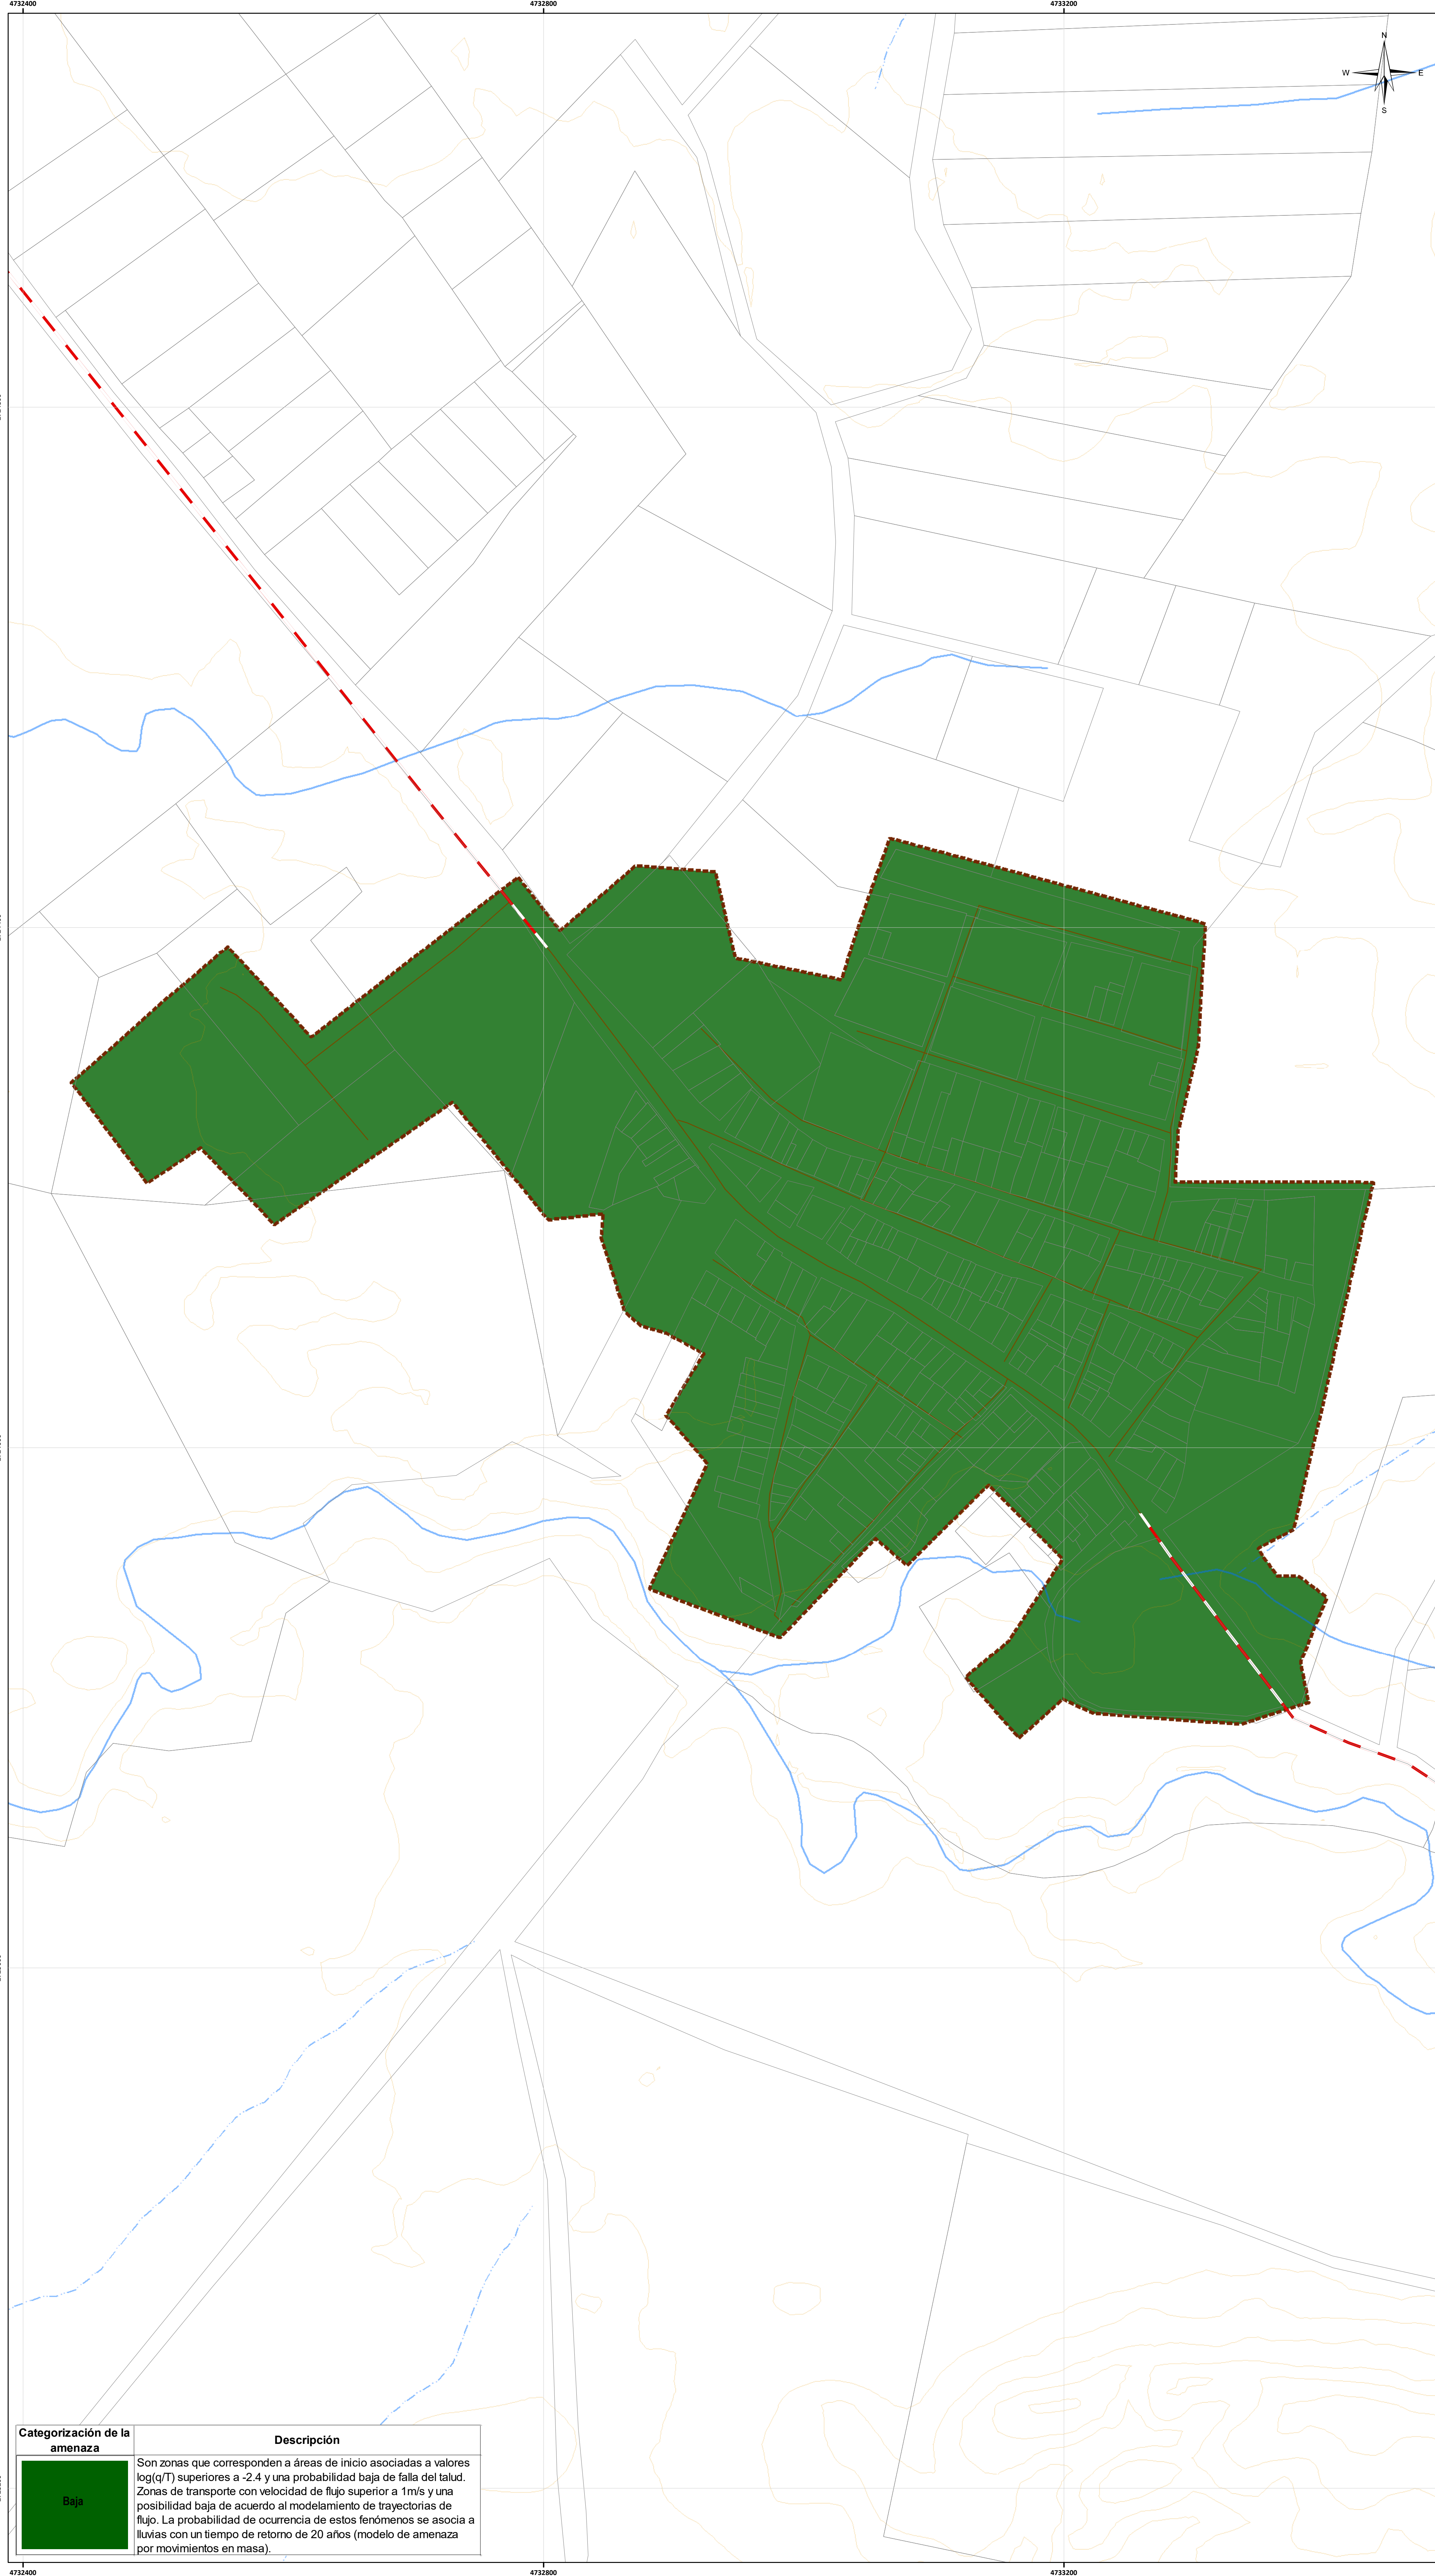 4732400 4732800 4733200
N
W E
S
Categorización de la amenaza
Descripción
Baja
Son zonas que corresponden a áreas de inicio asociadas a valores
log(q/T) superiores a -2.4 y una probabilidad baja de falla del talud.
Zonas de transporte con velocidad de flujo superior a 1m/s y una
posibilidad baja de acuerdo al modelamiento de trayectorias de
flujo. La probabilidad de ocurrencia de estos fenómenos se asocia a
lluvias con un tiempo de retorno de 20 años (modelo de amenaza
por movimientos en masa).
4732400 4732800 4733200